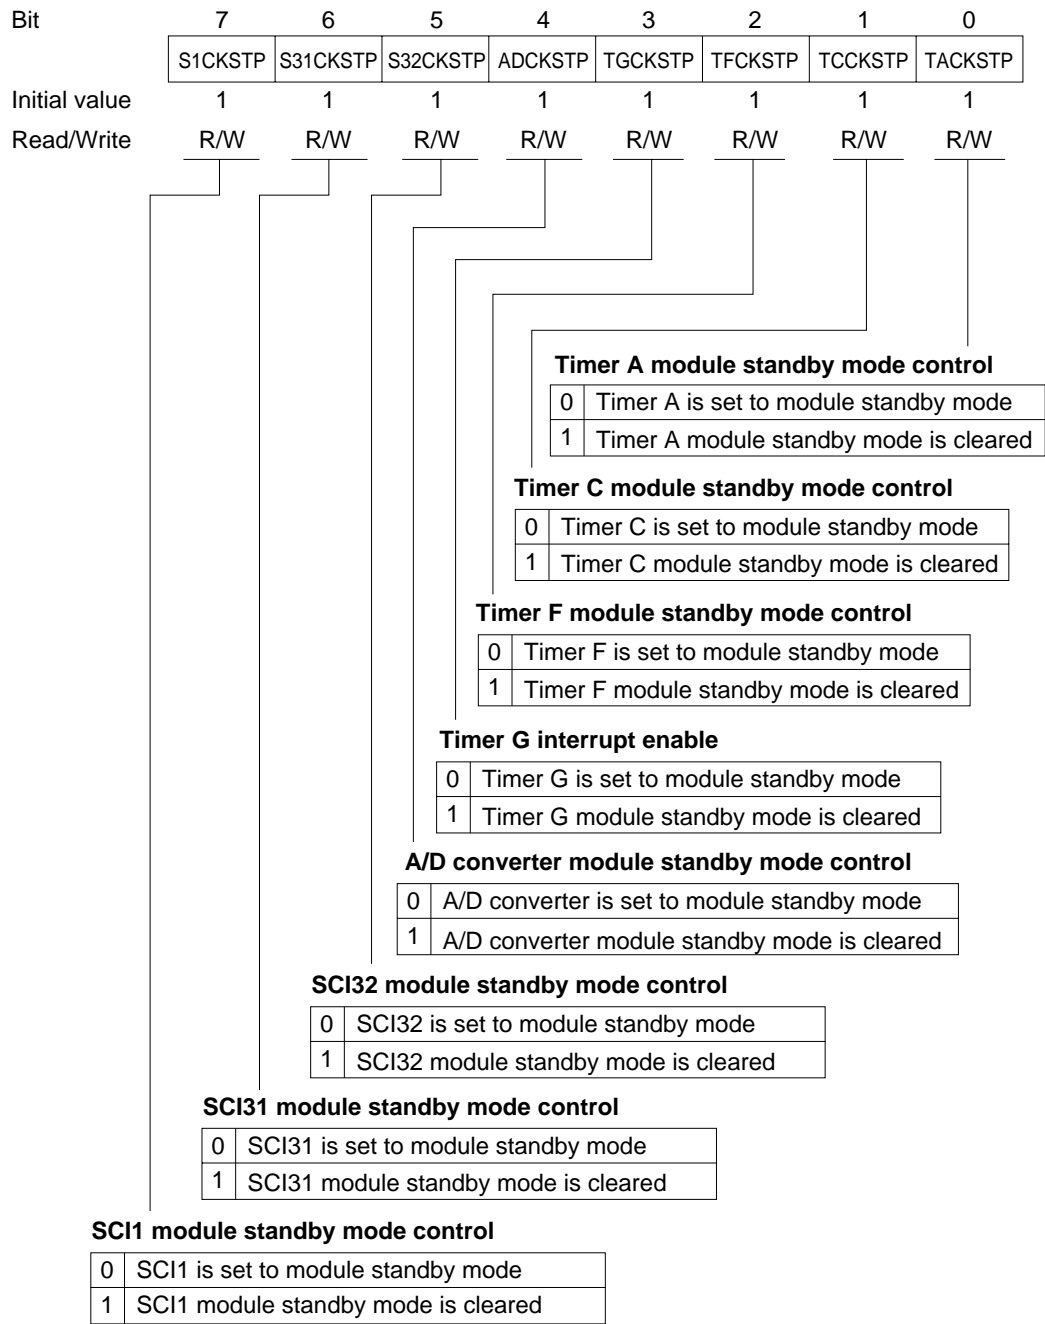 Bit 7 6 5 4 3 2 1 0
S1CKSTP S31CKSTP S32CKSTP ADCKSTP TGCKSTP TFCKSTP TCCKSTP TACKSTP
Initial value 1 1 1 1 1 1 1 1
Read/Write R/W R/W R/W R/W R/W R/W R/W R/W
Timer A module standby mode control
0 Timer A is set to module standby mode
1 Timer A module standby mode is cleared
Timer C module standby mode control
0 Timer C is set to module standby mode
1 Timer C module standby mode is cleared
Timer F module standby mode control
0 Timer F is set to module standby mode
1 Timer F module standby mode is cleared
Timer G interrupt enable
0 Timer G is set to module standby mode
1 Timer G module standby mode is cleared
A/D converter module standby mode control
0 A/D converter is set to module standby mode
1 A/D converter module standby mode is cleared
SCI32 module standby mode control
0 SCI32 is set to module standby mode
1 SCI32 module standby mode is cleared
SCI31 module standby mode control
0 SCI31 is set to module standby mode
1 SCI31 module standby mode is cleared
SCI1 module standby mode control
0 SCI1 is set to module standby mode
1 SCI1 module standby mode is cleared